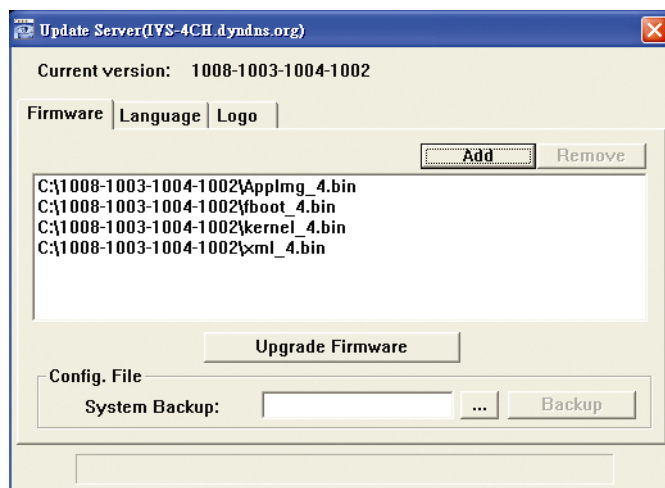 Update Server(IVS-4CH.dyndns.org)
Current version: 1008-1003-1004-1002
Firmware Language Logo
Add Remove
C:\1008-1003-1004-1002\AppImg_4.bin
C:\1008-1003-1004-1002\fboot_4.bin
C:\1008-1003-1004-1002\kernel_4.bin
C:\1008-1003-1004-1002\xml_4.bin
Upgrade Firmware
Config. File
System Backup: ... Backup